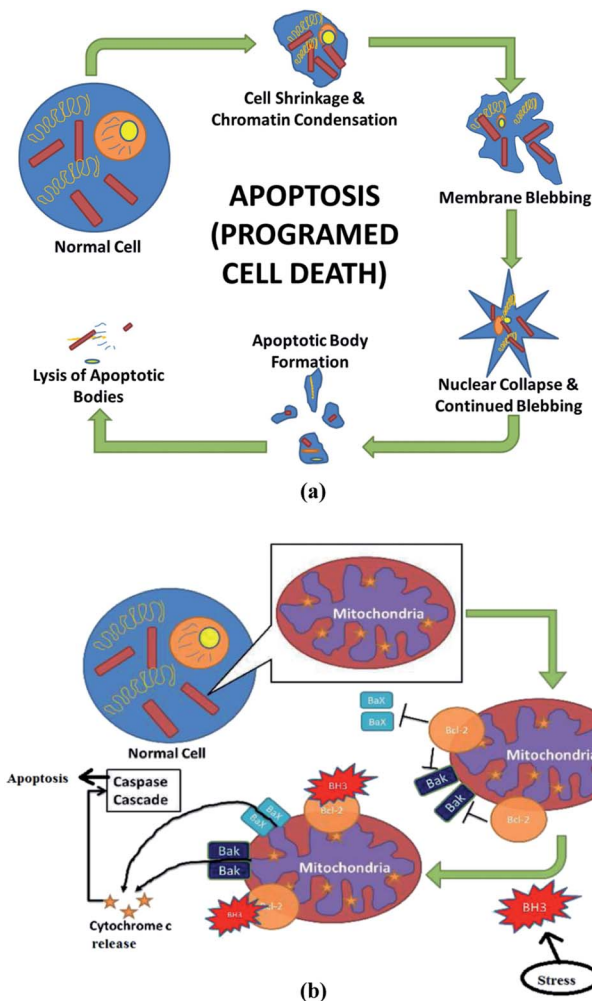 Cell Shrinkage &
Chromatin Condensation
Normal Cell
APOPTOSIS
(PROGRAMED
CELL DEATH)
Membrane Blebbing
Nuclear Collapse &
Continued Blebbing
Apoptotic Body
Formation
Lysis of Apoptotic
Bodies
(a)
Mitochondria
Normal Cell
BaX
BaX
Bcl-2
Mitochondria
Bak
Bak
Bcl-2
Apoptosis
Caspase
Cascade
BH3
Bcl-2
BaX
BaX
Bak
Bak
Mitochondria
BH3
cl-2
Cytochrome c
release
BH3
Stress
(b)